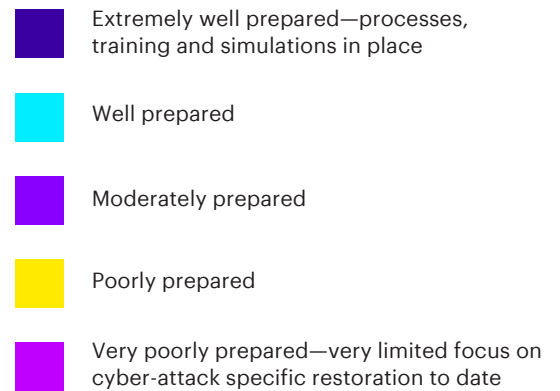 Extremely well prepared—processes,
training and simulations in place
Well prepared
Moderately prepared
Poorly prepared
Very poorly prepared—very limited focus on
cyber-attack specific restoration to date